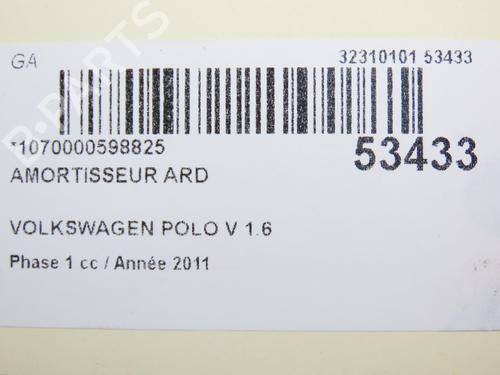 GA 32310101 53433
*1070000598825 53433
AMORTISSEUR ARD
VOLKSWAGEN POLO V 1.6
Phase 1 cc / Année 2011
B-PARTS